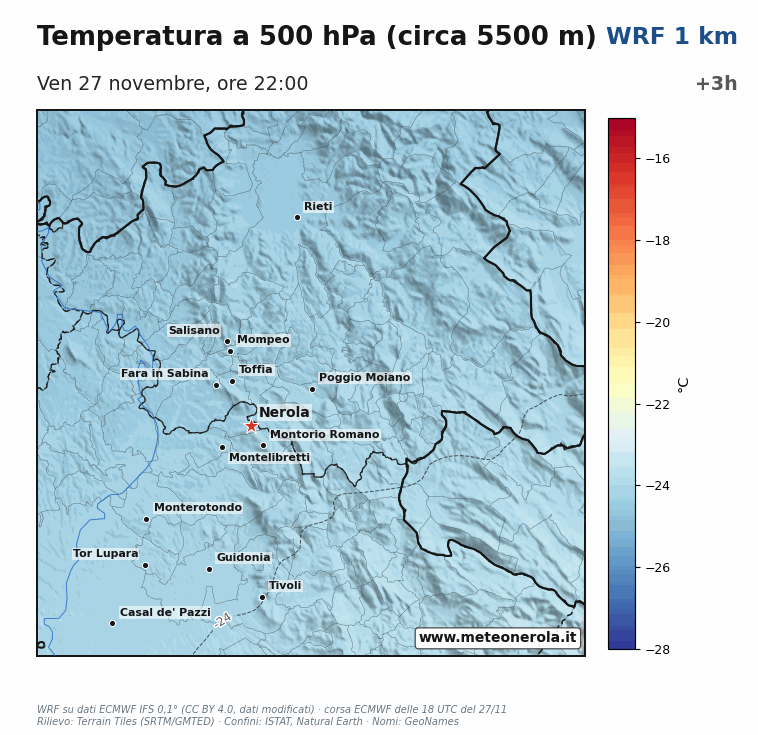 Temperatura a 500 hPa (circa 5500 m) WRF 1 km
Ven 27 novembre, ore 22:00 +3h
Rieti
Salisano
Mompeo
Fara in Sabina
Toffia
Poggio Moiano
Nerola
Montorio Romano
Montelibretti
Monterotondo
Tor Lupara
Guidonia
Tivoli
Casal de' Pazzi
-24
www.meteonerola.it
−16
−18
−20
−22
−24
−26
−28
°C
WRF su dati ECMWF IFS 0,1° (CC BY 4.0, dati modificati) · corsa ECMWF delle 18 UTC del 27/11
Rilievo: Terrain Tiles (SRTM/GMTED) · Confini: ISTAT, Natural Earth · Nomi: GeoNames